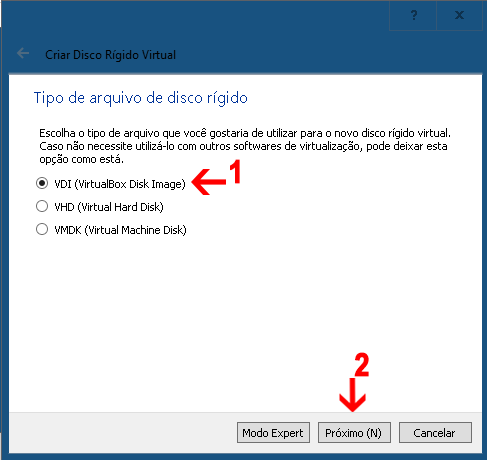 ?
Criar Disco Rígido Virtual
Tipo de arquivo de disco rígido
Escolha o tipo de arquivo que você gostaria de utilizar para o novo disco rígido virtual.
Caso não necessite utilizá-lo com outros softwares de virtualização, pode deixar esta
opção como está.
VDI (VirtualBox Disk Image)
1
VHD (Virtual Hard Disk)
VMDK (Virtual Machine Disk)
2
Modo Expert
Próximo (N)
Cancelar